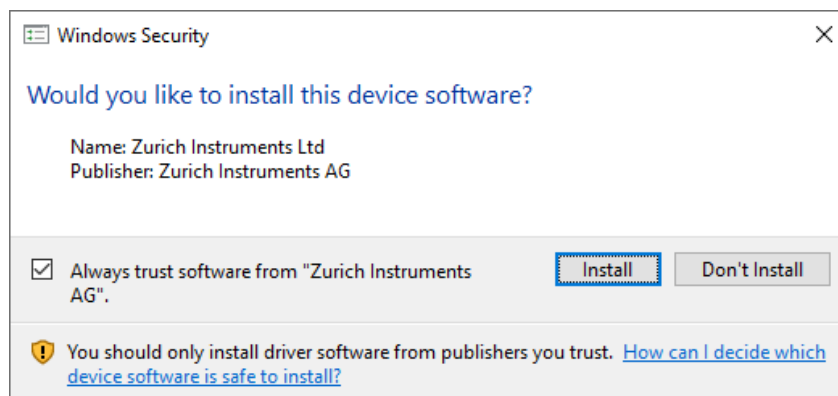 Windows Security
Would you like to install this device software?
Name: Zurich Instruments Ltd
Publisher: Zurich Instruments AG
Always trust software from "Zurich Instruments
AG".
Install
Don't Install
You should only install driver software from publishers you trust. How can I decide which
device software is safe to install?